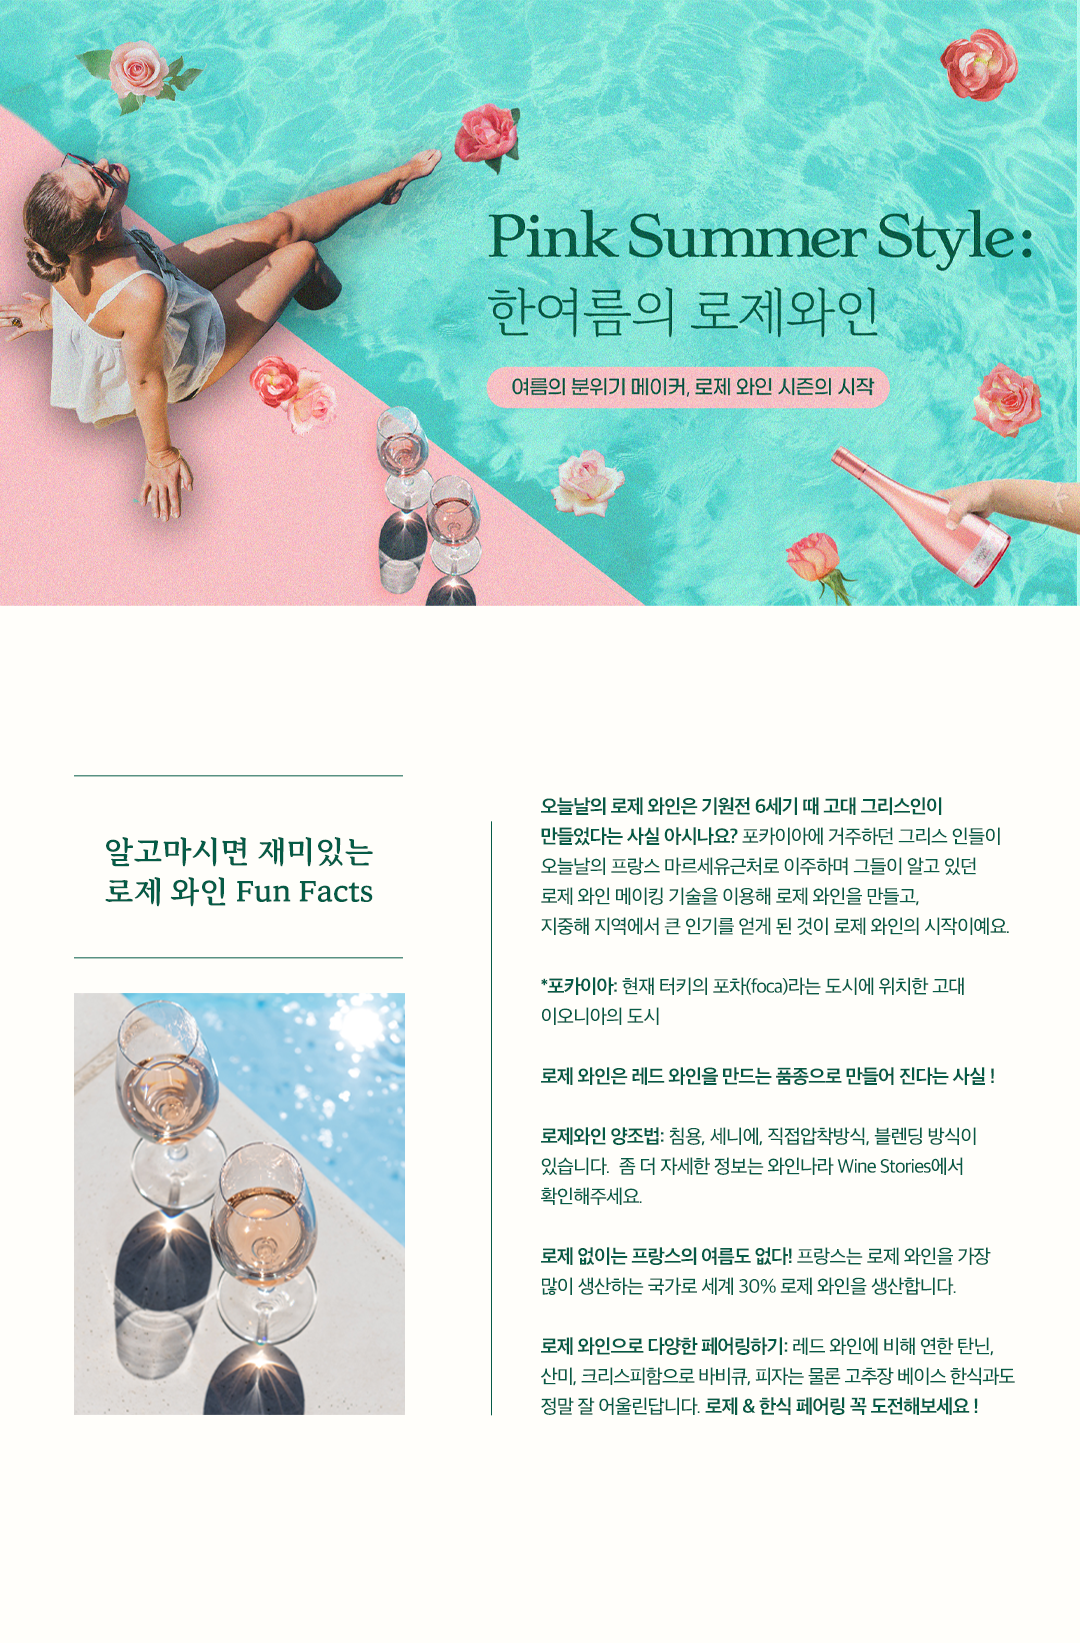 Pink Summer Style:
한여름의 로제와인
여름의 분위기 메이커, 로제 와인 시즌의 시작
알고마시면 재미있는
로제 와인 Fun Facts
오늘날의 로제 와인은 기원전 6세기 때 고대 그리스인이
만들었다는 사실 아시나요? 포카이아에 거주하던 그리스 인들이
오늘날의 프랑스 마르세유근처로 이주하며 그들이 알고 있던
로제 와인 메이킹 기술을 이용해 로제 와인을 만들고,
지중해 지역에서 큰 인기를 얻게 된 것이 로제 와인의 시작이예요.
*포카이아: 현재 터키의 포차(foca)라는 도시에 위치한 고대
이오니아의 도시
로제 와인은 레드 와인을 만드는 품종으로 만들어 진다는 사실 !
로제와인 양조법: 침용, 세니에, 직접압착방식, 블렌딩 방식이
있습니다. 좀 더 자세한 정보는 와인나라 Wine Stories에서
확인해주세요.
로제 없이는 프랑스의 여름도 없다! 프랑스는 로제 와인을 가장
많이 생산하는 국가로 세계 30% 로제 와인을 생산합니다.
로제 와인으로 다양한 페어링하기: 레드 와인에 비해 연한 탄닌,
산미, 크리스피함으로 바비큐, 피자는 물론 고추장 베이스 한식과도
정말 잘 어울린답니다. 로제 & 한식 페어링 꼭 도전해보세요 !